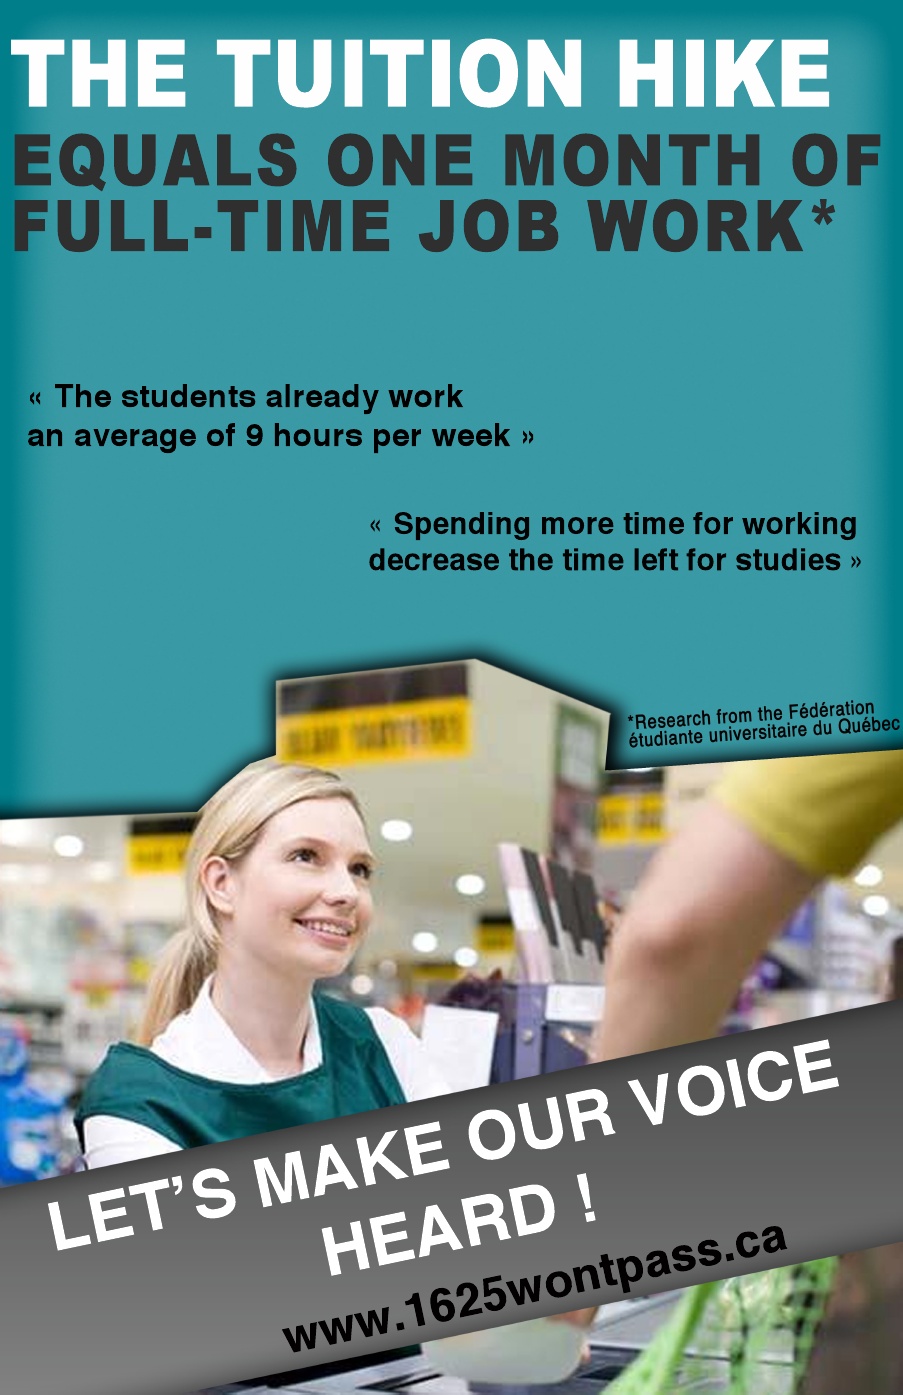 THE TUITION HIKE
EQUALS ONE MONTH OF
FULL-TIME JOB WORK*
« The students already work
an average of 9 hours per week »
« Spending more time for working
decrease the time left for studies »
*Research from the Fédération
étudiante universitaire du Québec
LET'S MAKE OUR VOICE
HEARD !
www.1625wontpass.ca